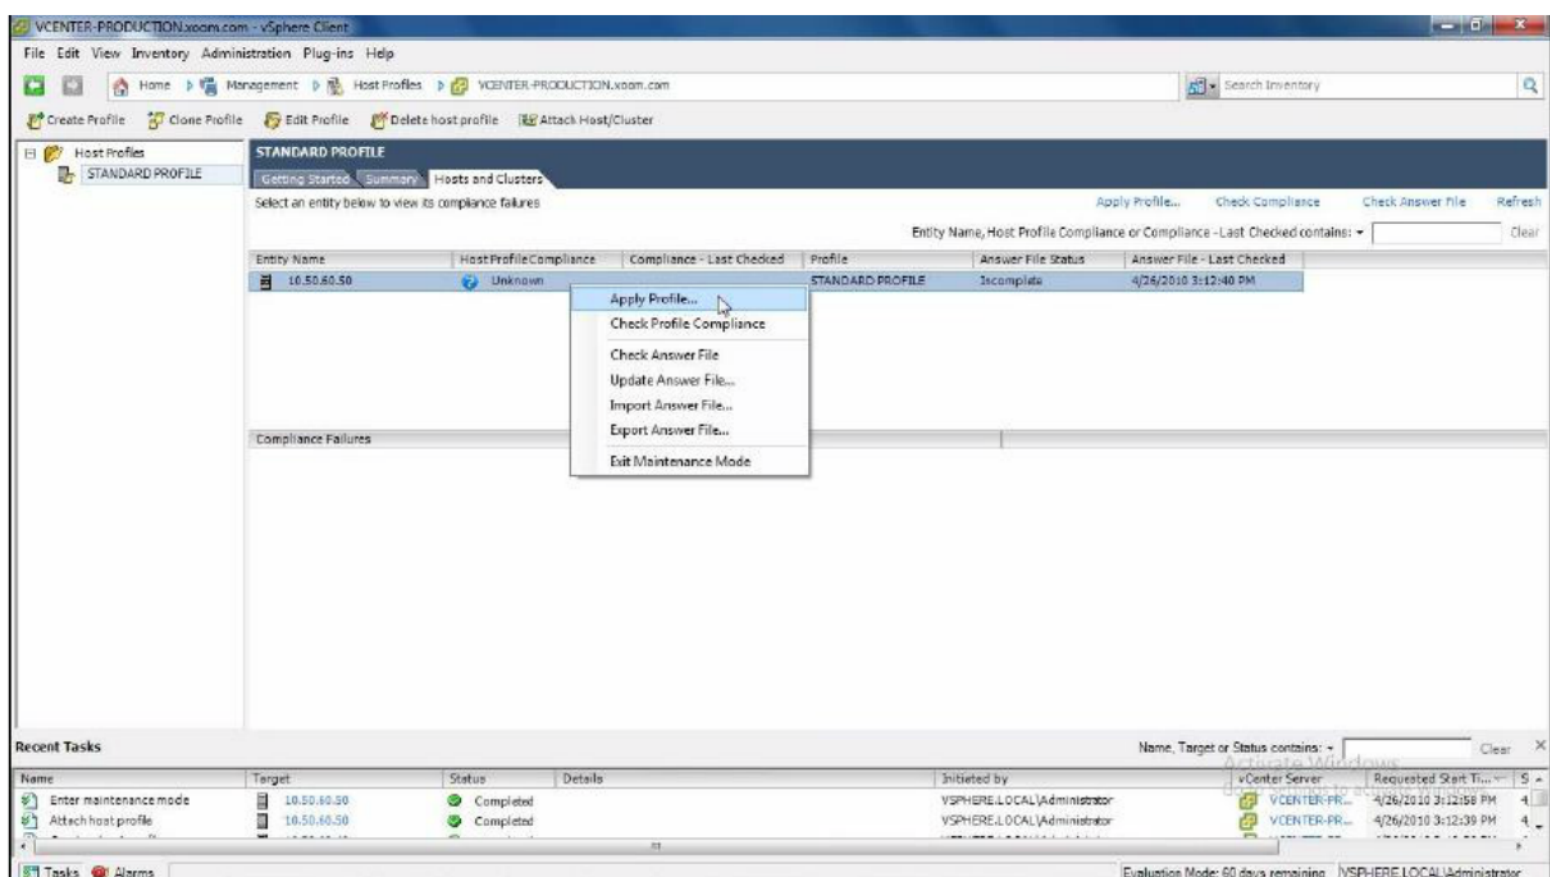 VCENTER-PRODUCTION.xoom.com - vSphere Client
File Edit View Inventory Administration Plug-ins Help
Home Management Host Profiles VCENTER-PRODUCTION.xoom.com Search Inventory
Create Profile Clone Profile Edit Profile Delete host profile Attach Host/Cluster
Host Profiles
STANDARD PROFILE
STANDARD PROFILE
Getting Started Summary Hosts and Clusters
Select an entity below to view its compliance failures
Apply Profile... Check Compliance Check Answer File Refresh
Entity Name, Host Profile Compliance or Compliance - Last Checked contains: Clear
Entity Name Host Profile Compliance Compliance - Last Checked Profile Answer File Status Answer File - Last Checked
10.50.60.50 Unknown STANDARD PROFILE Incomplete 4/26/2010 3:12:40 PM
Apply Profile...
Check Profile Compliance
Check Answer File
Update Answer File...
Import Answer File...
Export Answer File...
Exit Maintenance Mode
Compliance Failures
Recent Tasks
Name, Target or Status contains: Clear
Activate Windows
Name Target Status Details Initiated by vCenter Server Requested Start Ti... S
Enter maintenance mode 10.50.60.50 Completed VSPHERE.LOCAL\Administrator VCENTER-PR... 4/26/2010 3:12:58 PM 4
Attach host profile 10.50.60.50 Completed VSPHERE.LOCAL\Administrator VCENTER-PR... 4/26/2010 3:12:39 PM 4
Tasks Alarms
Evaluation Mode: 60 days remaining VSPHERE.LOCAL\Administrator